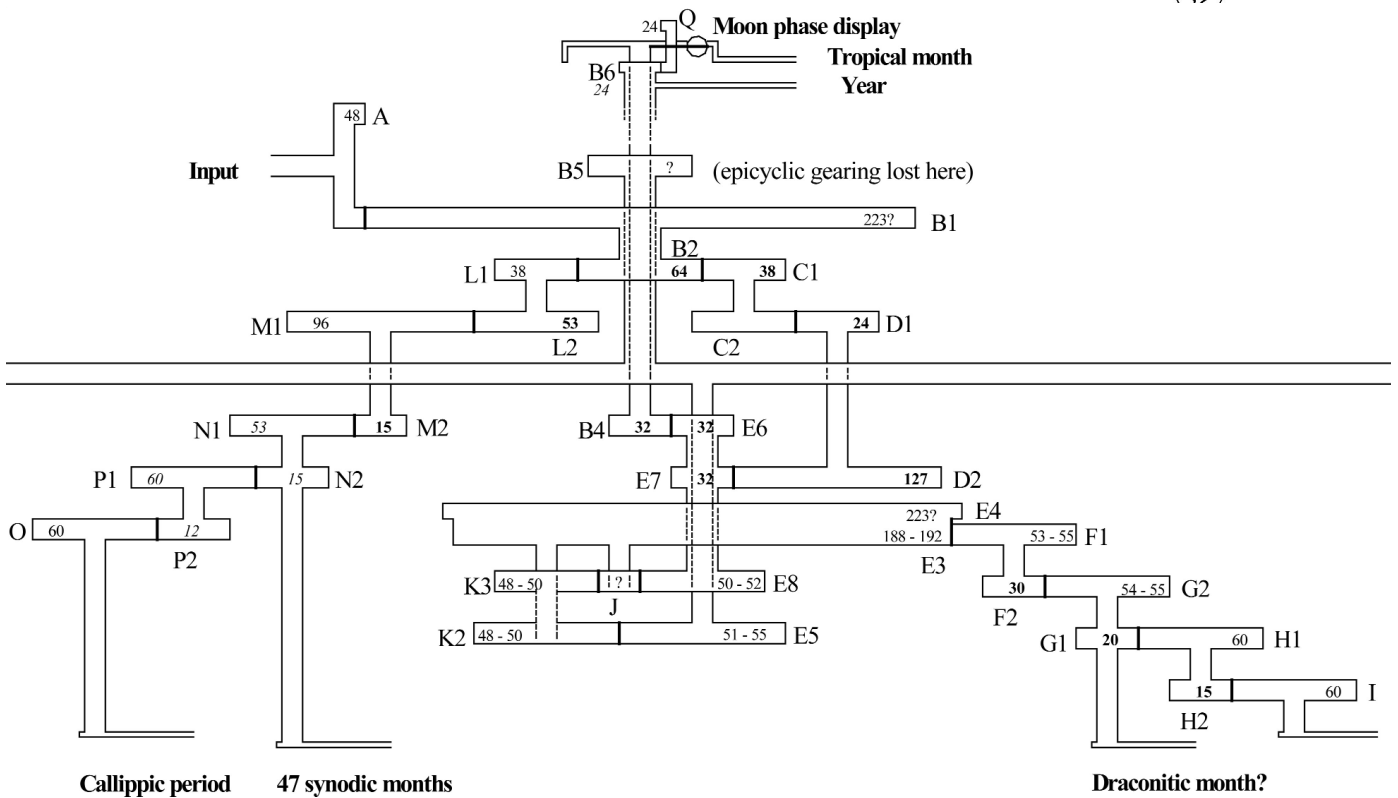 Q
24
Moon phase display
Tropical month
B6
24
Year
48
A
Input
B5
?
(epicyclic gearing lost here)
223?
B1
B2
L1
38
64
38
C1
M1
96
53
24
D1
L2
C2
N1
53
15
M2
B4
32
32
E6
P1
60
15
N2
E7
32
127
D2
223?
E4
O
60
12
188 - 192
53 - 55
F1
P2
E3
K3
48 - 50
?
50 - 52
E8
30
54 - 55
G2
J
F2
K2
48 - 50
51 - 55
E5
G1
20
60
H1
15
60
I
H2
Callippic period
47 synodic months
Draconitic month?